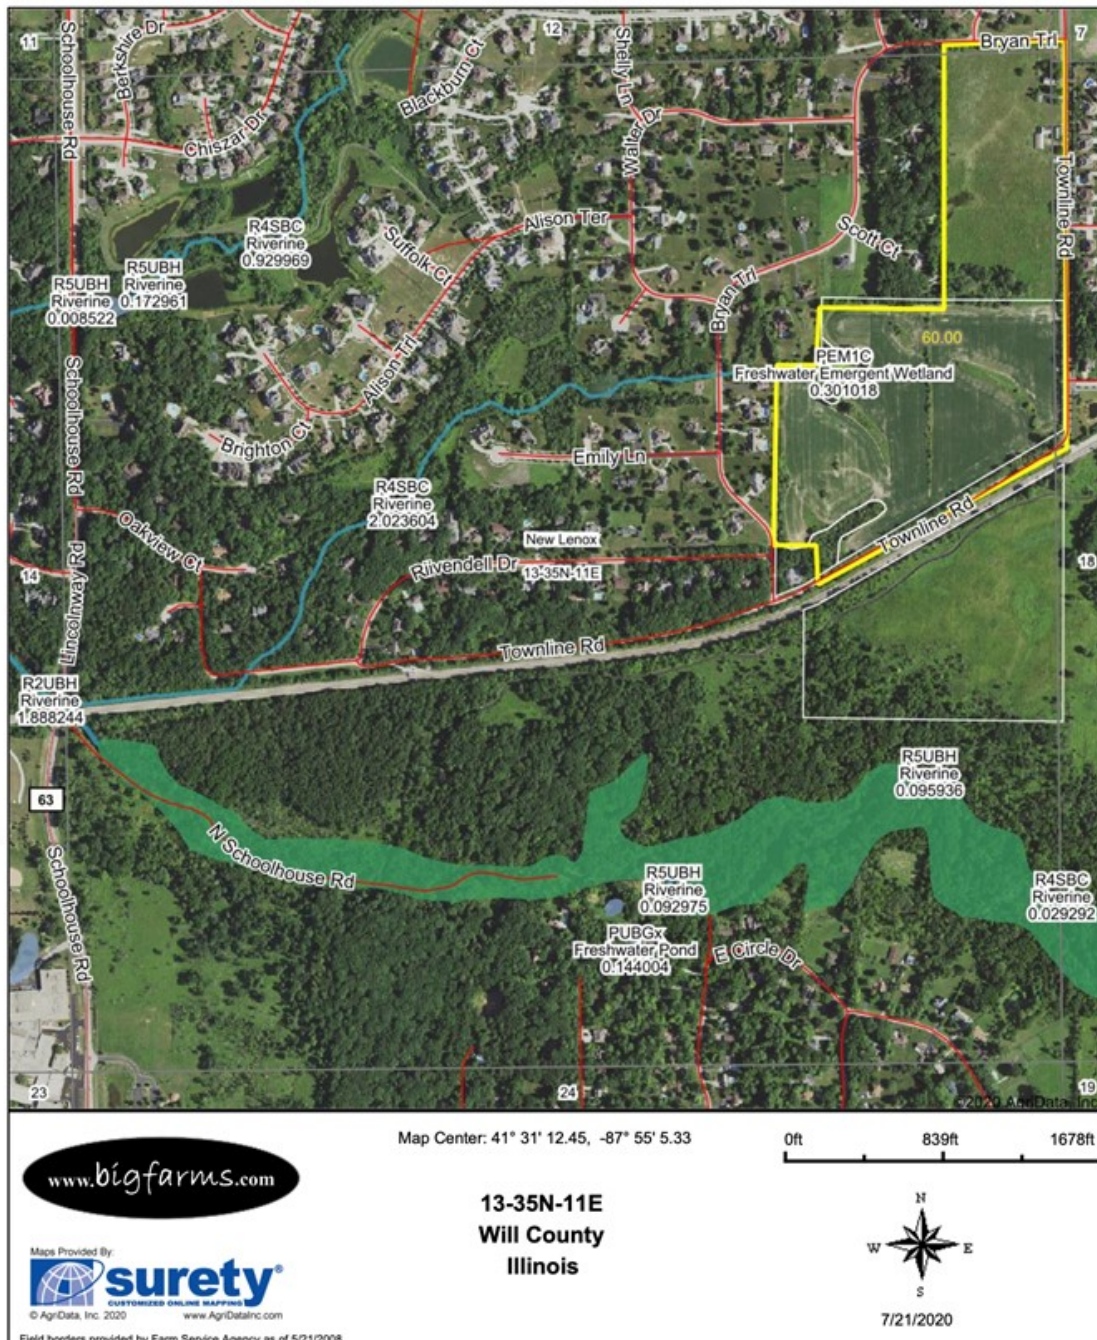 11
12
7
Schoolhouse Rd
Berkshire Dr
Chiszar Dr
Blackburn Ct
Shelly Ln
Walter Dr
Bryan Trl
Townline Rd
Scott Ct
Alison Ter
Suffolk Ct
R4SBC
Riverine
0.929969
R5UBH
Riverine
0.172961
R5UBH
Riverine
0.008522
Bryan Trl
60.00
PEM1C
Freshwater Emergent Wetland
0.301018
Schoolhouse Rd
Alison Trl
Brighton Ct
Emily Ln
R4SBC
Riverine
2.023604
Oakview Ct
New Lenox
13-35N-11E
Riivendell Dr
Townline Rd
14
18
Lincolnway Rd
Townline Rd
R2UBH
Riverine
1.888244
63
N Schoolhouse Rd
Schoolhouse Rd
R5UBH
Riverine
0.095936
R5UBH
Riverine
0.092975
R4SBC
Riverine
0.029292
PUBGx
Freshwater Pond
0.144004
E Circle Dr
23
24
19
©2020 AgriData, Inc.
Map Center: 41° 31' 12.45, -87° 55' 5.33
0ft 839ft 1678ft
www.bigfarms.com
13-35N-11E
Will County
Illinois
N
W E
S
7/21/2020
Maps Provided By:
surety®
CUSTOMIZED ONLINE MAPPING
© AgriData, Inc. 2020 www.AgriDataInc.com
Field borders provided by Farm Service Agency as of 5/21/2008.